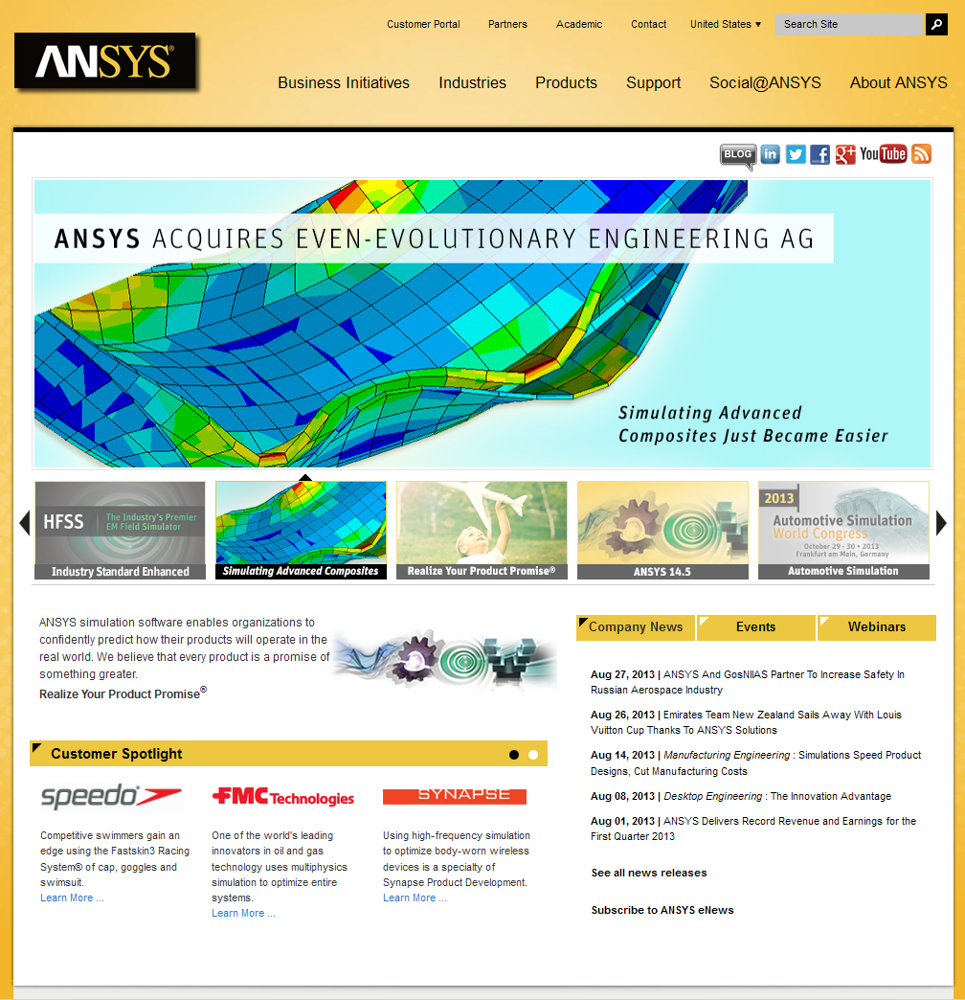 Customer Portal Partners Academic Contact United States Search Site
ANSYS®
Business Initiatives Industries Products Support Social@ANSYS About ANSYS
BLOG in f g+ YouTube
ANSYS ACQUIRES EVEN-EVOLUTIONARY ENGINEERING AG
Simulating Advanced
Composites Just Became Easier
HFSS
The Industry's Premier
EM Field Simulator
Industry Standard Enhanced
Simulating Advanced Composites
Realize Your Product Promise®
ANSYS 14.5
2013
Automotive Simulation
World Congress
October 29 - 30 • 2013
Frankfurt am Main, Germany
Automotive Simulation
ANSYS simulation software enables organizations to
confidently predict how their products will operate in the
real world. We believe that every product is a promise of
something greater.
Realize Your Product Promise®
Customer Spotlight
speedo
Competitive swimmers gain an
edge using the Fastskin3 Racing
System® of cap, goggles and
swimsuit.
Learn More ...
FMC Technologies
One of the world's leading
innovators in oil and gas
technology uses multiphysics
simulation to optimize entire
systems.
Learn More ...
SYNAPSE
Using high-frequency simulation
to optimize body-worn wireless
devices is a specialty of
Synapse Product Development.
Learn More ...
Company News Events Webinars
Aug 27, 2013 | ANSYS And GosNIIAS Partner To Increase Safety In
Russian Aerospace Industry
Aug 26, 2013 | Emirates Team New Zealand Sails Away With Louis
Vuitton Cup Thanks To ANSYS Solutions
Aug 14, 2013 | Manufacturing Engineering : Simulations Speed Product
Designs, Cut Manufacturing Costs
Aug 08, 2013 | Desktop Engineering : The Innovation Advantage
Aug 01, 2013 | ANSYS Delivers Record Revenue and Earnings for the
First Quarter 2013
See all news releases
Subscribe to ANSYS eNews